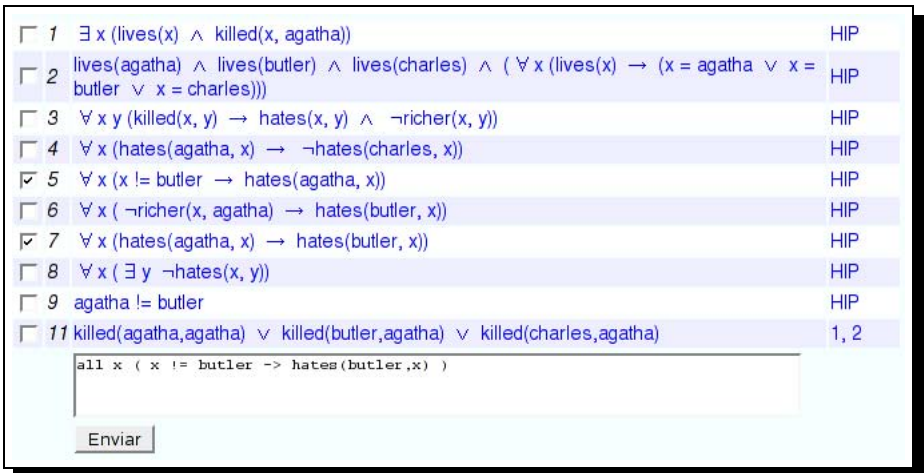 1 ∃ x (lives(x) ∧ killed(x, agatha)) HIP
2 lives(agatha) ∧ lives(butler) ∧ lives(charles) ∧ ( ∀ x (lives(x) → (x = agatha ∨ x =
butler ∨ x = charles))) HIP
3 ∀ x y (killed(x, y) → hates(x, y) ∧ ¬richer(x, y)) HIP
4 ∀ x (hates(agatha, x) → ¬hates(charles, x)) HIP
5 ∀ x (x != butler → hates(agatha, x)) HIP
6 ∀ x ( ¬richer(x, agatha) → hates(butler, x)) HIP
7 ∀ x (hates(agatha, x) → hates(butler, x)) HIP
8 ∀ x ( ∃ y ¬hates(x, y)) HIP
9 agatha != butler HIP
11 killed(agatha,agatha) ∨ killed(butler,agatha) ∨ killed(charles,agatha) 1, 2
all x ( x != butler -> hates(butler,x) )
Enviar